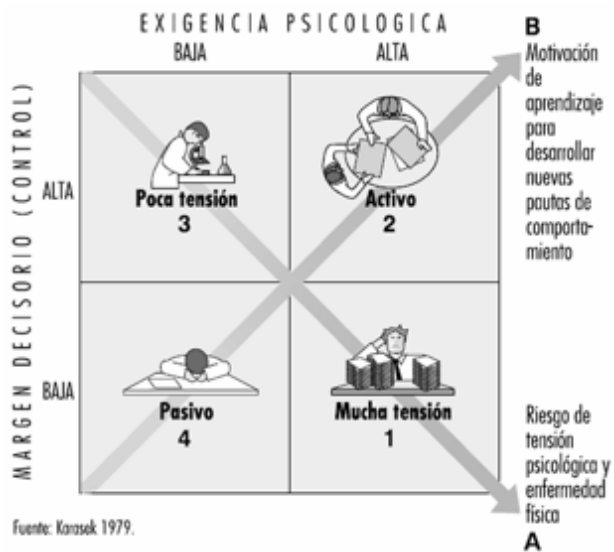 EXIGENCIA PSICOLOGICA
BAJA
ALTA
MARGEN DECISORIO (CONTROL)
ALTA
BAJA
Poca tensión
3
Activo
2
Pasivo
4
Mucha tensión
1
B
Motivación
de
aprendizaje
para
desarrollar
nuevas
pautas de
comporta-
miento
Riesgo de
tensión
psicológica y
enfermedad
física
A
Fuente: Karasek 1979.